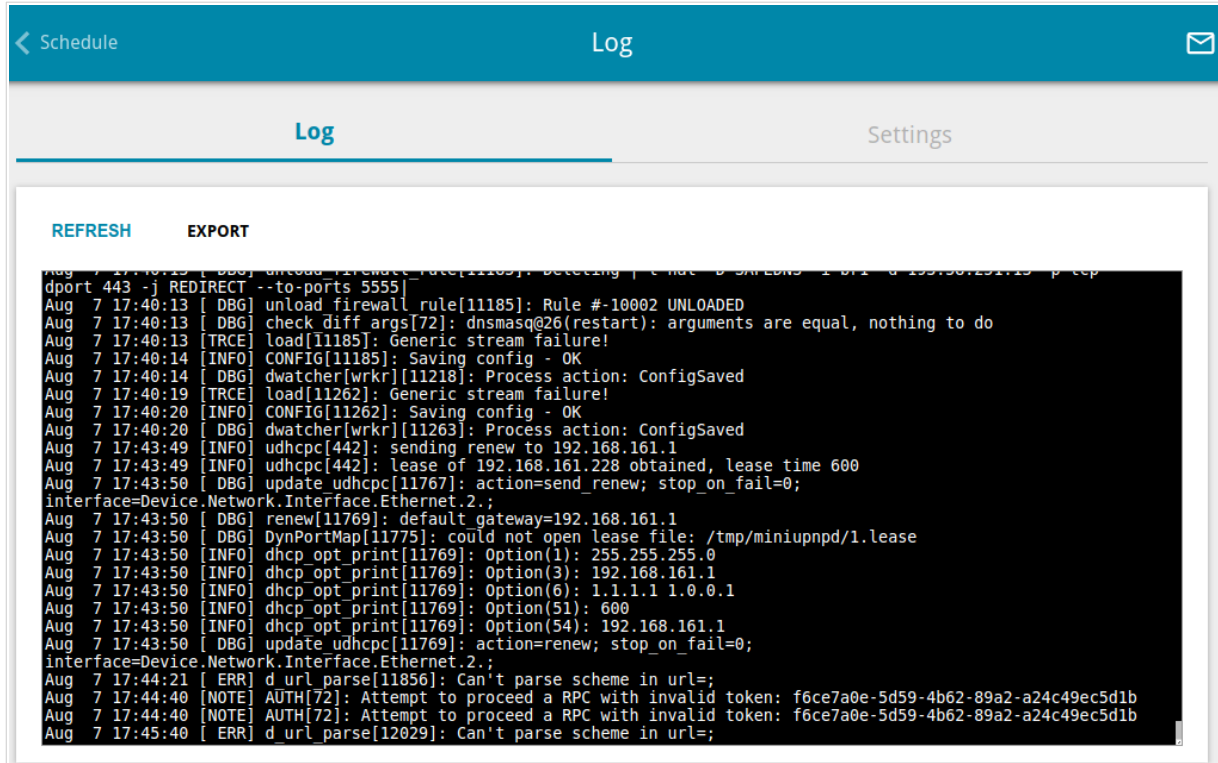 Schedule
Log
Log
Settings
REFRESH
EXPORT
Aug  7 17:40:13 [ DBG] unload_firewall_rule[11185]: Deleting |-t nat -D SAFEDNS -i br1 -d 193.58.251.13 -p tcp --
dport 443 -j REDIRECT --to-ports 5555|
Aug  7 17:40:13 [ DBG] unload_firewall_rule[11185]: Rule #-10002 UNLOADED
Aug  7 17:40:13 [ DBG] check_diff_args[72]: dnsmasq@26(restart): arguments are equal, nothing to do
Aug  7 17:40:13 [TRCE] load[11185]: Generic stream failure!
Aug  7 17:40:14 [INFO] CONFIG[11185]: Saving config - OK
Aug  7 17:40:14 [ DBG] dwatcher[wrkr][11218]: Process action: ConfigSaved
Aug  7 17:40:19 [TRCE] load[11262]: Generic stream failure!
Aug  7 17:40:20 [INFO] CONFIG[11262]: Saving config - OK
Aug  7 17:40:20 [ DBG] dwatcher[wrkr][11263]: Process action: ConfigSaved
Aug  7 17:43:49 [INFO] udhcpc[442]: sending renew to 192.168.161.1
Aug  7 17:43:49 [INFO] udhcpc[442]: lease of 192.168.161.228 obtained, lease time 600
Aug  7 17:43:50 [ DBG] update_udhcpc[11767]: action=send_renew; stop_on_fail=0;
interface=Device.Network.Interface.Ethernet.2.;
Aug  7 17:43:50 [ DBG] renew[11769]: default_gateway=192.168.161.1
Aug  7 17:43:50 [ DBG] DynPortMap[11775]: could not open lease file: /tmp/miniupnpd/1.lease
Aug  7 17:43:50 [INFO] dhcp_opt_print[11769]: Option(1): 255.255.255.0
Aug  7 17:43:50 [INFO] dhcp_opt_print[11769]: Option(3): 192.168.161.1
Aug  7 17:43:50 [INFO] dhcp_opt_print[11769]: Option(6): 1.1.1.1 1.0.0.1
Aug  7 17:43:50 [INFO] dhcp_opt_print[11769]: Option(51): 600
Aug  7 17:43:50 [INFO] dhcp_opt_print[11769]: Option(54): 192.168.161.1
Aug  7 17:43:50 [ DBG] update_udhcpc[11769]: action=renew; stop_on_fail=0;
interface=Device.Network.Interface.Ethernet.2.;
Aug  7 17:44:21 [ ERR] d_url_parse[11856]: Can't parse scheme in url=;
Aug  7 17:44:40 [NOTE] AUTH[72]: Attempt to proceed a RPC with invalid token: f6ce7a0e-5d59-4b62-89a2-a24c49ec5d1b
Aug  7 17:44:40 [NOTE] AUTH[72]: Attempt to proceed a RPC with invalid token: f6ce7a0e-5d59-4b62-89a2-a24c49ec5d1b
Aug  7 17:45:40 [ ERR] d_url_parse[12029]: Can't parse scheme in url=;